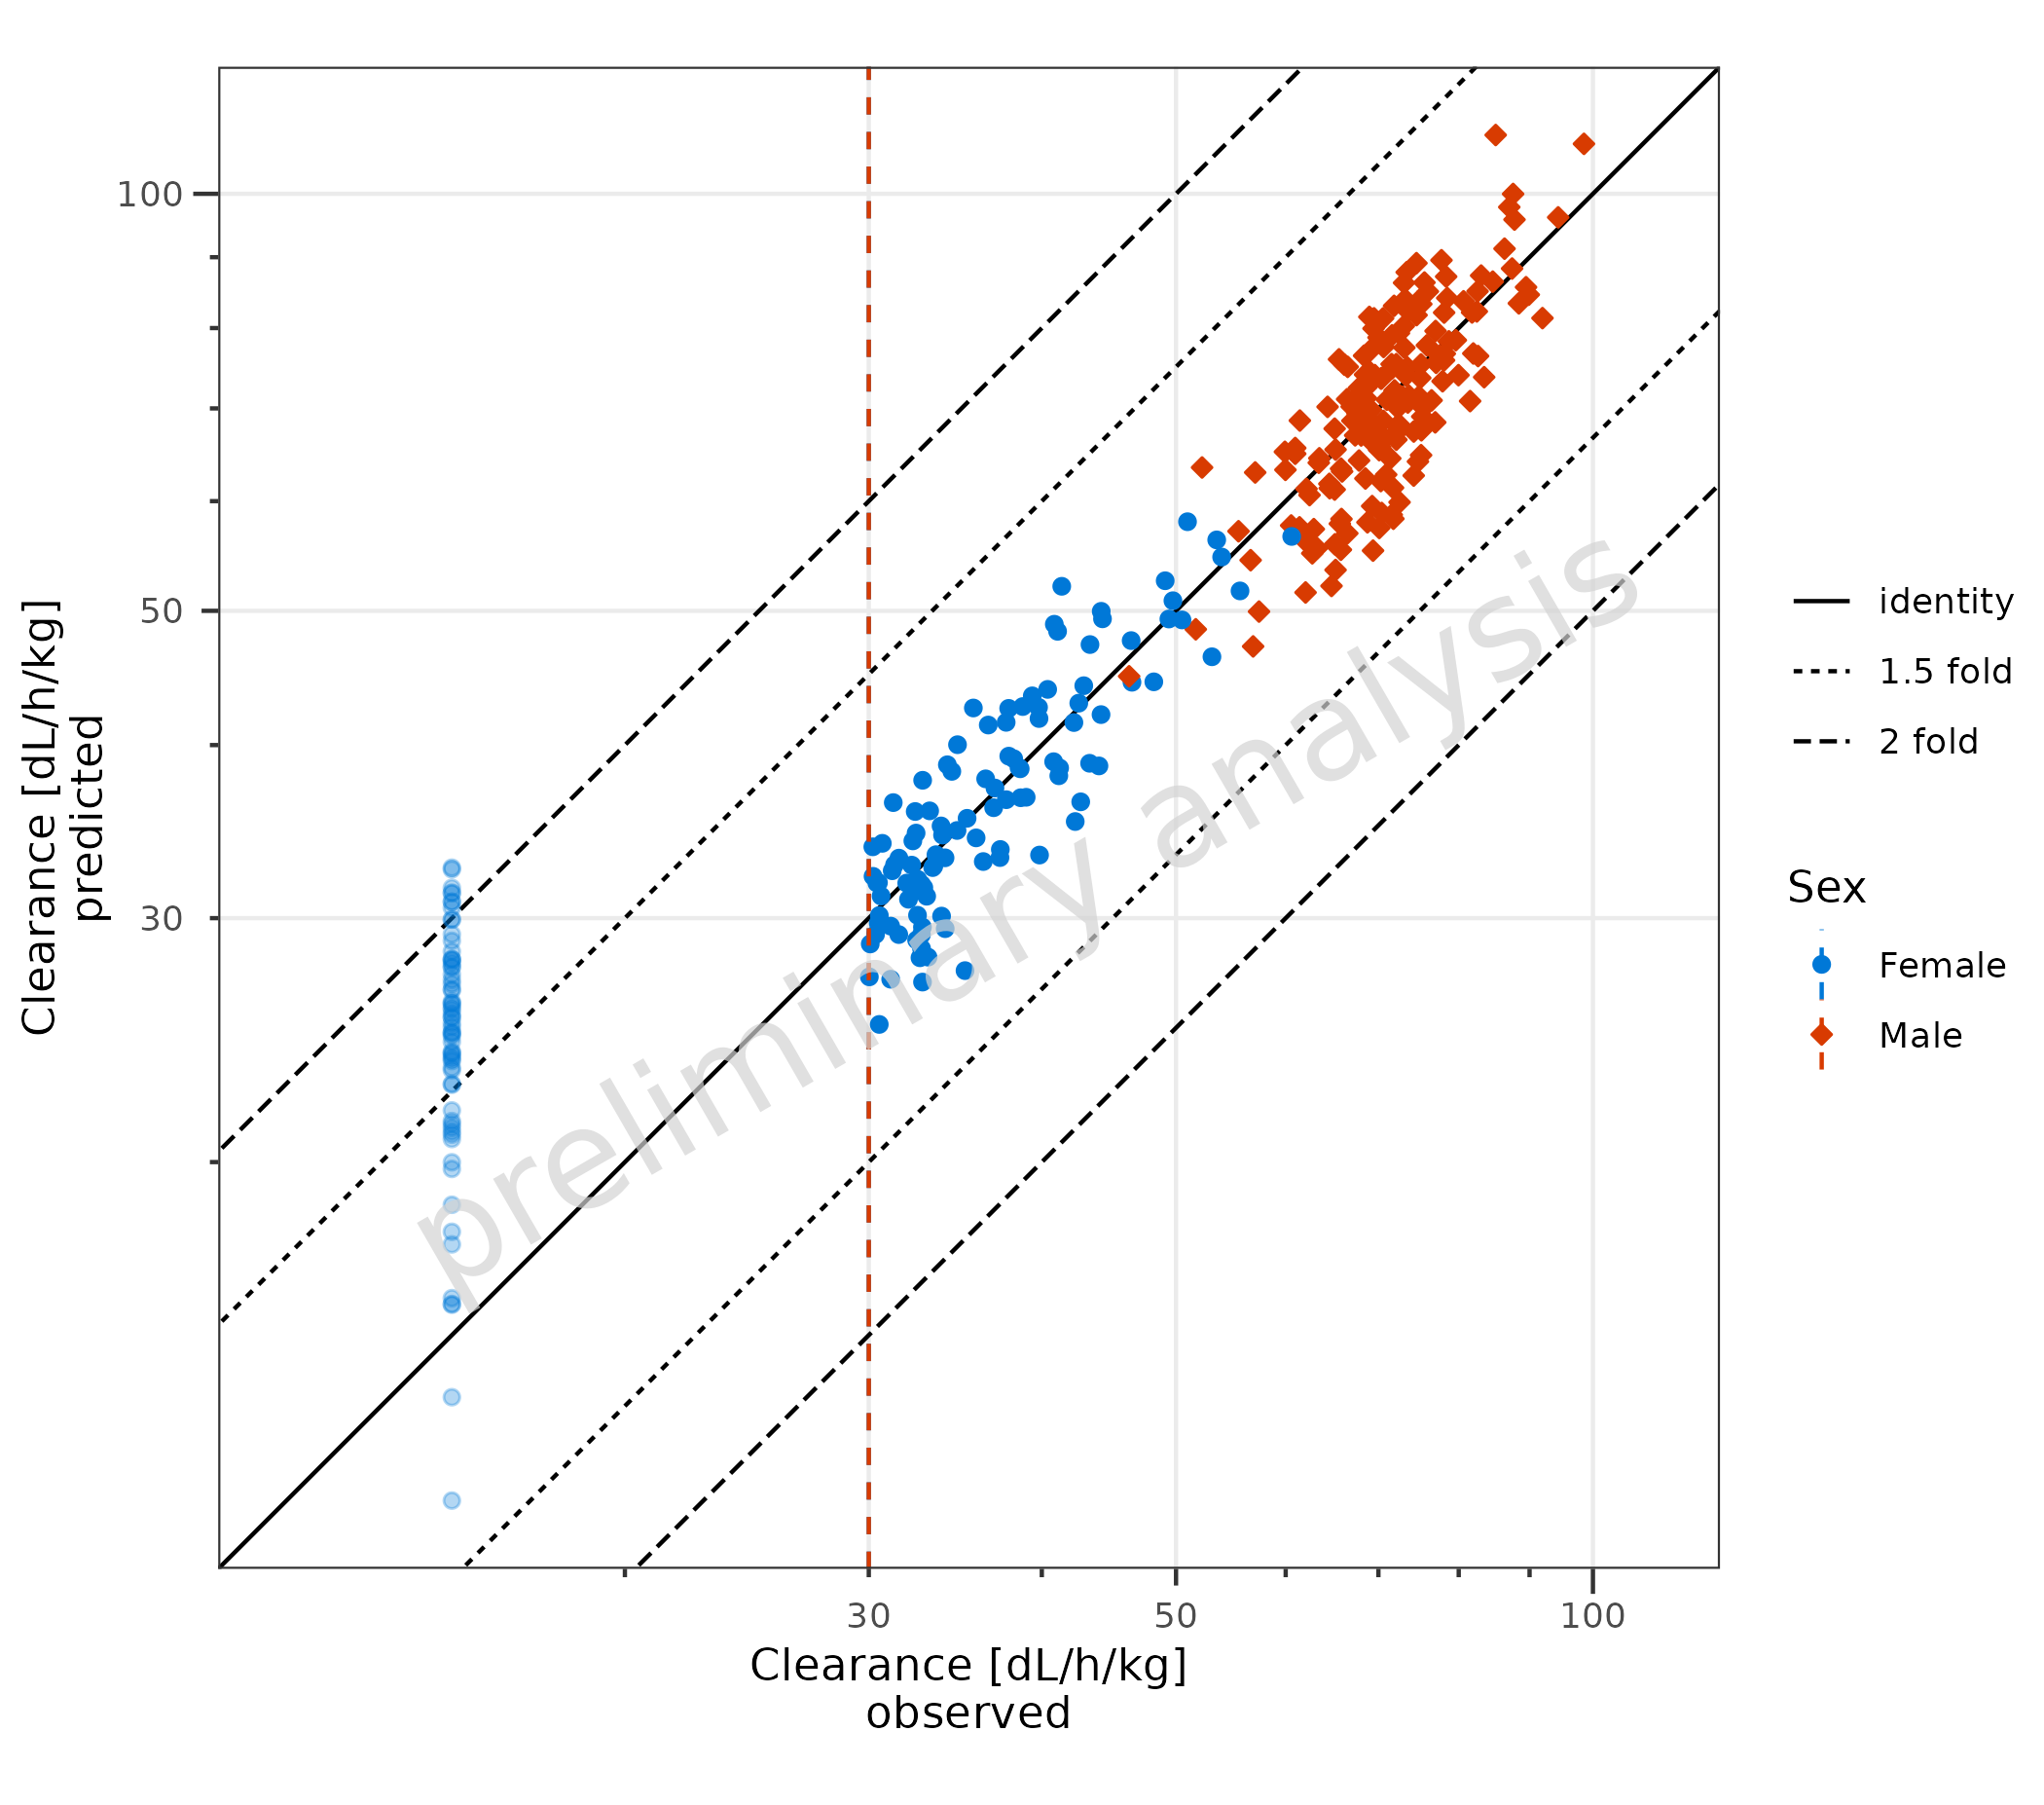 100
50
30
Clearance [dL/h/kg]
predicted
30
50
100
Clearance [dL/h/kg]
observed
preliminary analysis
identity
1.5 fold
2 fold
Sex
Female
Male